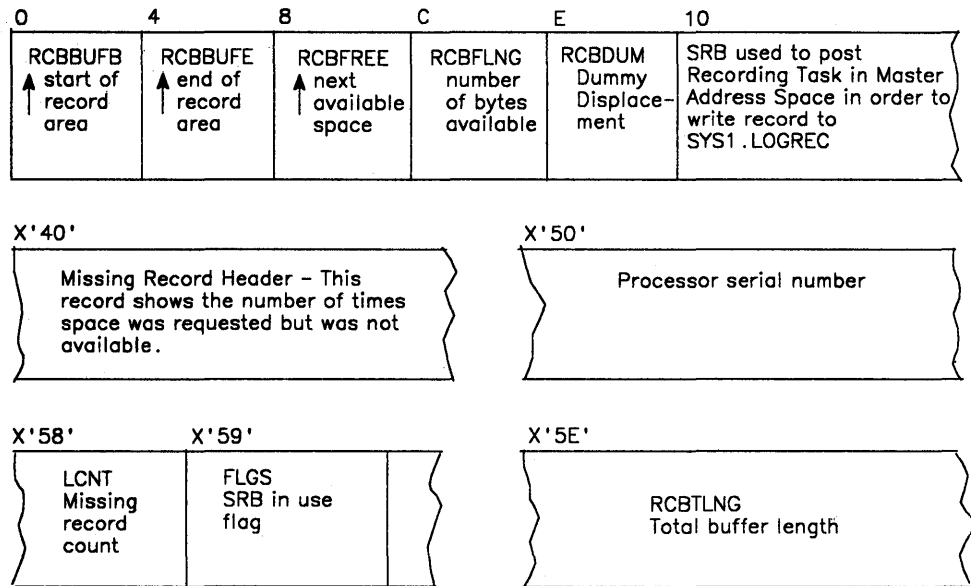 0 4 8 C E 10
RCBBUFB
start of
record
area
RCBBUFE
end of
record
area
RCBFREE
next
available
space
RCBFLNG
number
of bytes
available
RCBDUM
Dummy
Displace-
ment
SRB used to post
Recording Task in Master
Address Space in order to
write record to
SYS1.LOGREC
X'40'
Missing Record Header - This
record shows the number of times
space was requested but was not
available.
X'50'
Processor serial number
X'58'
LCNT
Missing
record
count
X'59'
FLGS
SRB in use
flag
X'5E'
RCBTLNG
Total buffer length